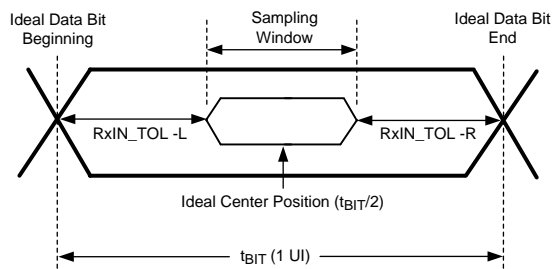 Ideal Data Bit
Beginning
Sampling
Window
Ideal Data Bit
End
RxIN_TOL -L
RxIN_TOL -R
Ideal Center Position (tBIT/2)
tBIT (1 UI)